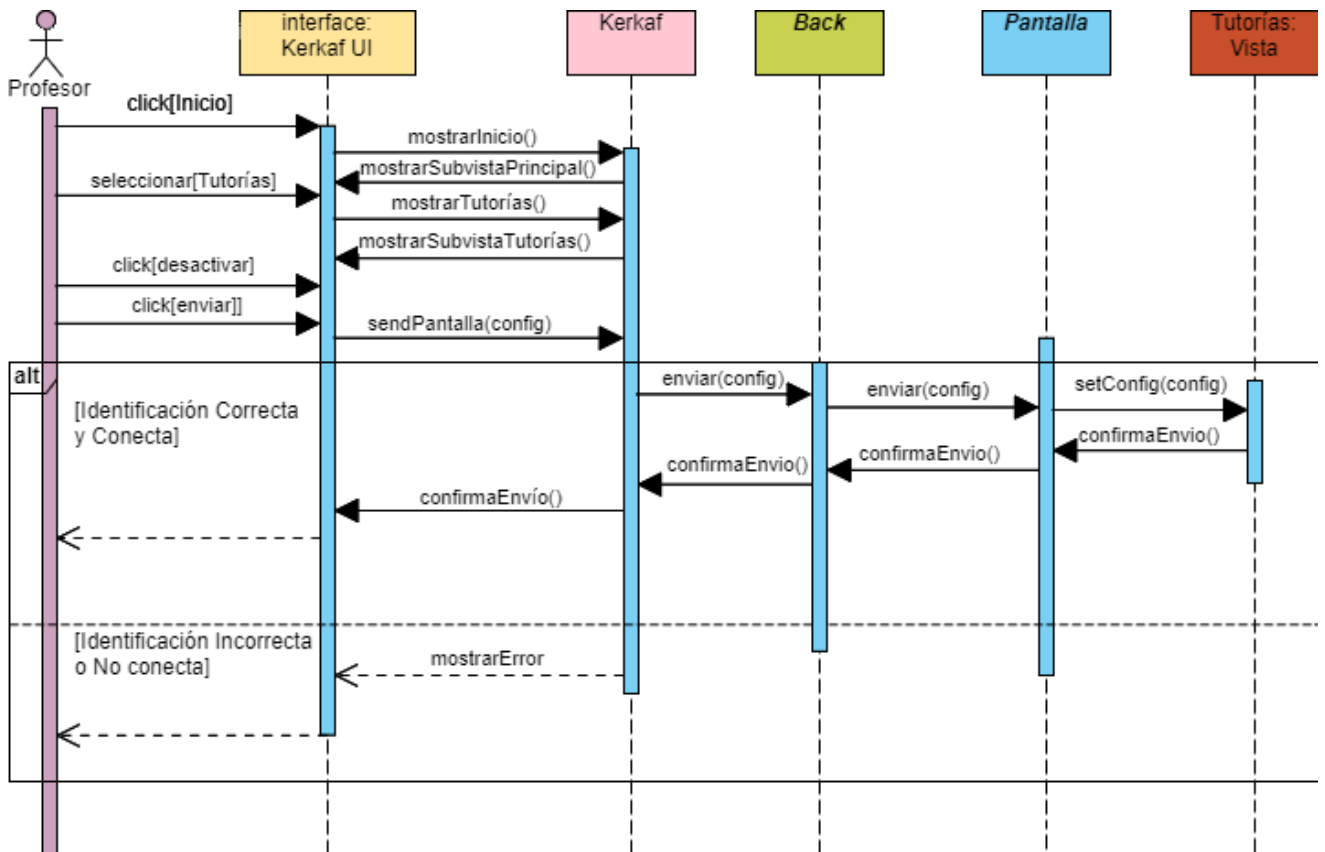 interface:
Kerkaf UI
Kerkaf
Back
Pantalla
Tutorías:
Vista
Profesor
click[Inicio]
mostrarInicio()
mostrarSubvistaPrincipal()
seleccionar[Tutorías]
mostrarTutorías()
mostrarSubvistaTutorías()
click[desactivar]
click[enviar]]
sendPantalla(config)
alt
enviar(config)
enviar(config)
setConfig(config)
[Identificación Correcta
y Conecta]
confirmaEnvio()
confirmaEnvio()
confirmaEnvio()
confirmaEnvío()
[Identificación Incorrecta
o No conecta]
mostrarError